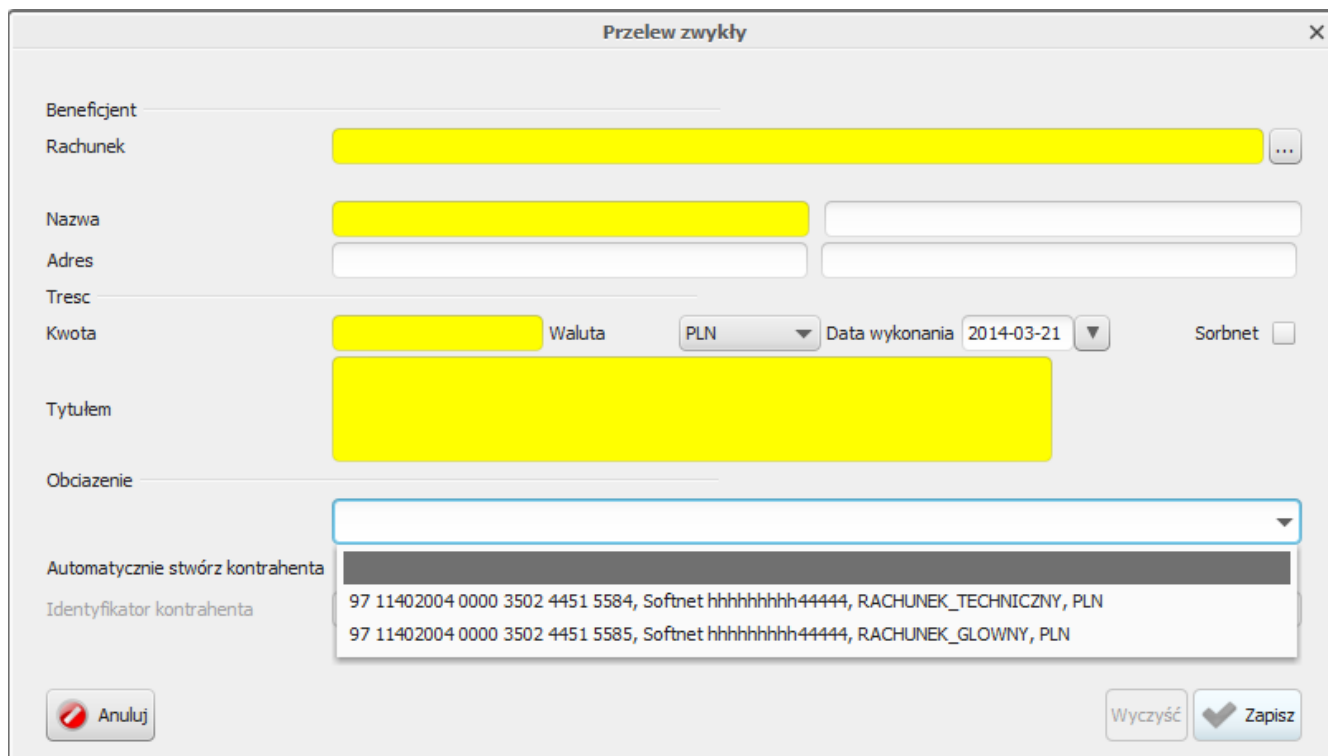 Przelew zwykły
Beneficjent
Rachunek
...
Nazwa
Adres
Tresc
Kwota Waluta PLN Data wykonania 2014-03-21 Sorbnet
Tytułem
Obciazenie
Automatycznie stwórz kontrahenta
Identyfikator kontrahenta
97 11402004 0000 3502 4451 5584, Softnet hhhhhhhhh44444, RACHUNEK_TECHNICZNY, PLN
97 11402004 0000 3502 4451 5585, Softnet hhhhhhhhh44444, RACHUNEK_GLOWNY, PLN
Anuluj Wyczyść Zapisz